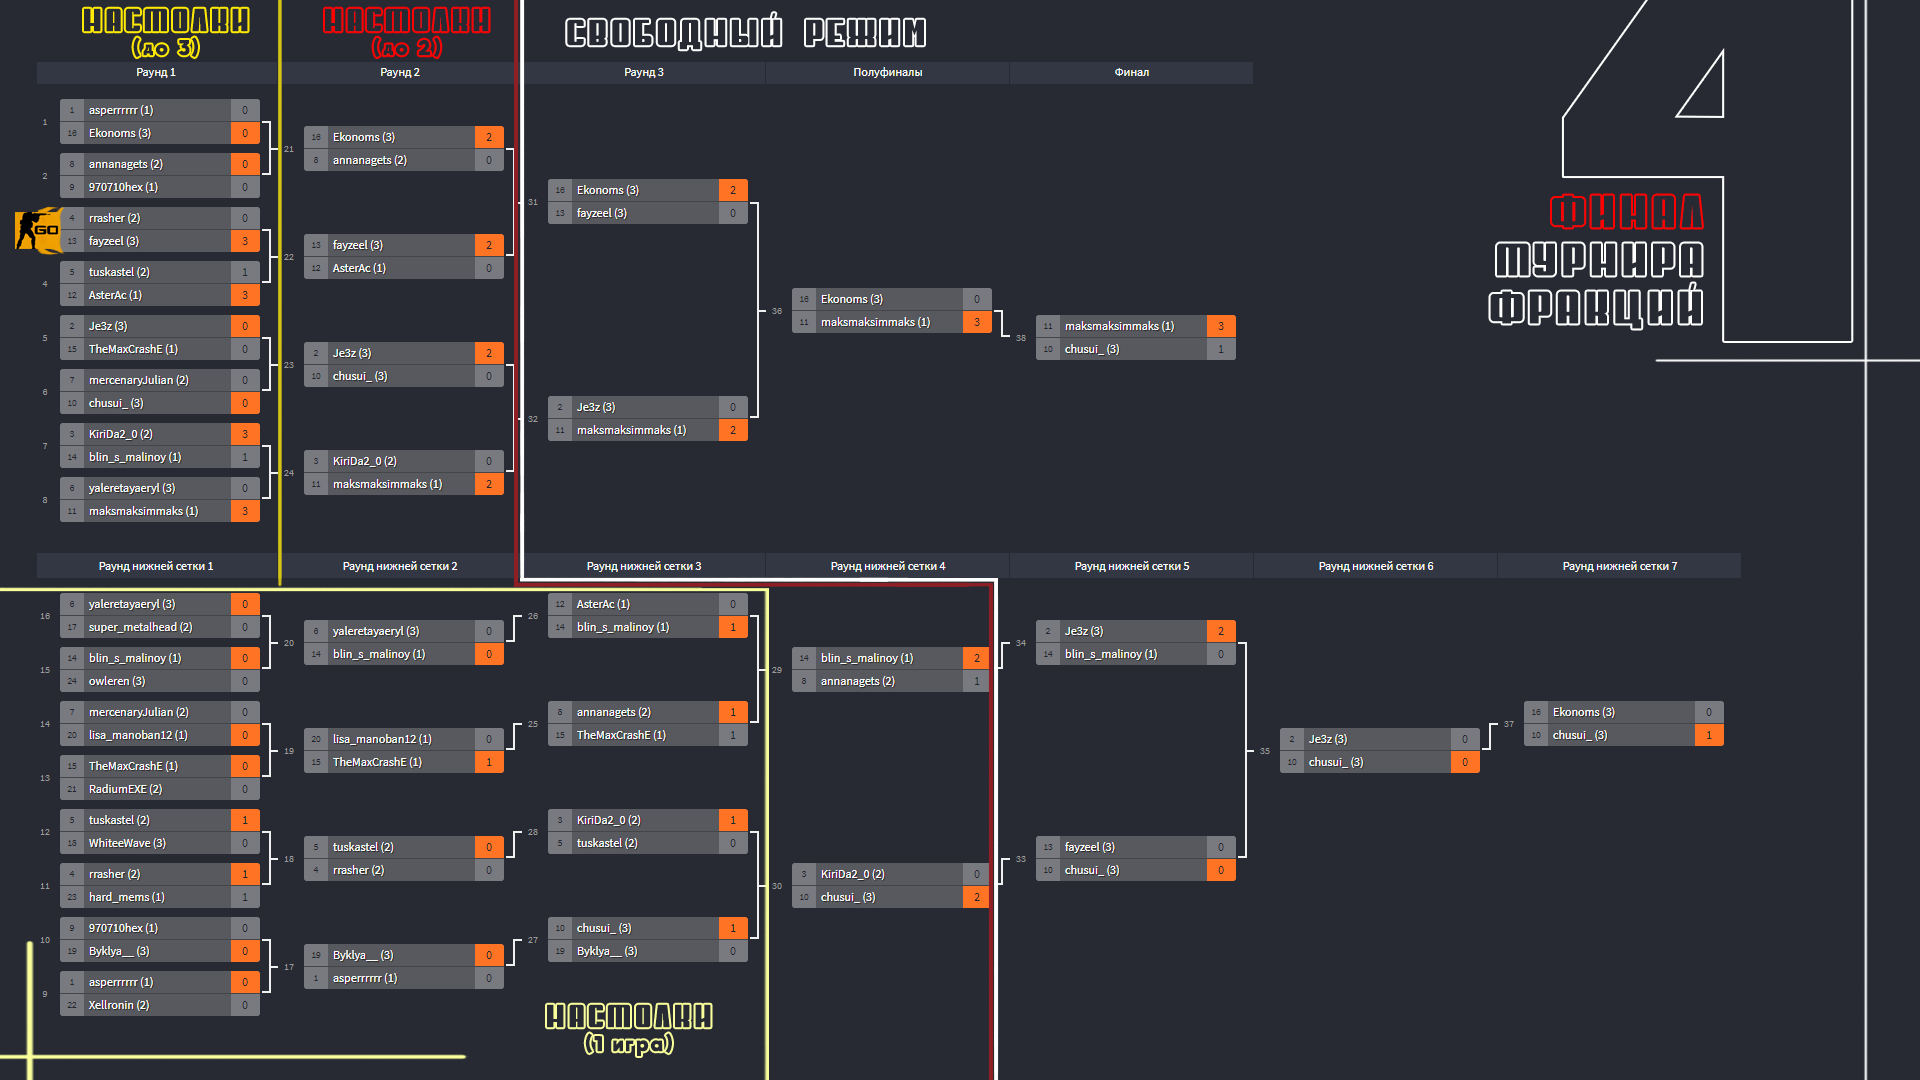 НАСТОЛКИ
(до 3)
НАСТОЛКИ
(до 2)
СВОБОДНЫЙ РЕЖИМ
Раунд 1
Раунд 2
Раунд 3
Полуфиналы
Финал
4
ФИНАЛ
ТУРНИРА
ФРАКЦИЙ
1
1 asperrrrrr (1) 0
16 Ekonoms (3) 0
2
8 annanagets (2) 0
9 970710hex (1) 0
GO
4 rrasher (2) 0
13 fayzeel (3) 3
4
5 tuskastel (2) 1
12 AsterAc (1) 3
5
2 Je3z (3) 0
15 TheMaxCrashE (1) 0
6
7 mercenaryJulian (2) 0
10 chusui_ (3) 0
7
3 KiriDa2_0 (2) 3
14 blin_s_malinoy (1) 1
8
6 yaleretayaeryl (3) 0
11 maksmaksimmaks (1) 3
21
16 Ekonoms (3) 2
8 annanagets (2) 0
22
13 fayzeel (3) 2
12 AsterAc (1) 0
23
2 Je3z (3) 2
10 chusui_ (3) 0
24
3 KiriDa2_0 (2) 0
11 maksmaksimmaks (1) 2
31
16 Ekonoms (3) 2
13 fayzeel (3) 0
32
2 Je3z (3) 0
11 maksmaksimmaks (1) 2
36
16 Ekonoms (3) 0
11 maksmaksimmaks (1) 3
38
11 maksmaksimmaks (1) 3
10 chusui_ (3) 1
Раунд нижней сетки 1
Раунд нижней сетки 2
Раунд нижней сетки 3
Раунд нижней сетки 4
Раунд нижней сетки 5
Раунд нижней сетки 6
Раунд нижней сетки 7
16
6 yaleretayaeryl (3) 0
17 super_metalhead (2) 0
15
14 blin_s_malinoy (1) 0
24 owleren (3) 0
14
7 mercenaryJulian (2) 0
20 lisa_manoban12 (1) 0
13
15 TheMaxCrashE (1) 0
21 RadiumEXE (2) 0
12
5 tuskastel (2) 1
18 WhiteeWave (3) 0
11
4 rrasher (2) 1
23 hard_mems (1) 1
10
9 970710hex (1) 0
19 Byklya__ (3) 0
9
1 asperrrrrr (1) 0
22 Xellronin (2) 0
20
6 yaleretayaeryl (3) 0
14 blin_s_malinoy (1) 0
19
20 lisa_manoban12 (1) 0
15 TheMaxCrashE (1) 1
18
5 tuskastel (2) 0
4 rrasher (2) 0
17
19 Byklya__ (3) 0
1 asperrrrrr (1) 0
26
12 AsterAc (1) 0
14 blin_s_malinoy (1) 1
25
8 annanagets (2) 1
15 TheMaxCrashE (1) 1
28
3 KiriDa2_0 (2) 1
5 tuskastel (2) 0
27
10 chusui_ (3) 1
19 Byklya__ (3) 0
29
14 blin_s_malinoy (1) 2
8 annanagets (2) 1
30
3 KiriDa2_0 (2) 0
10 chusui_ (3) 2
34
2 Je3z (3) 2
14 blin_s_malinoy (1) 0
33
13 fayzeel (3) 0
10 chusui_ (3) 0
35
2 Je3z (3) 0
10 chusui_ (3) 0
37
16 Ekonoms (3) 0
10 chusui_ (3) 1
НАСТОЛКИ
(1 игра)